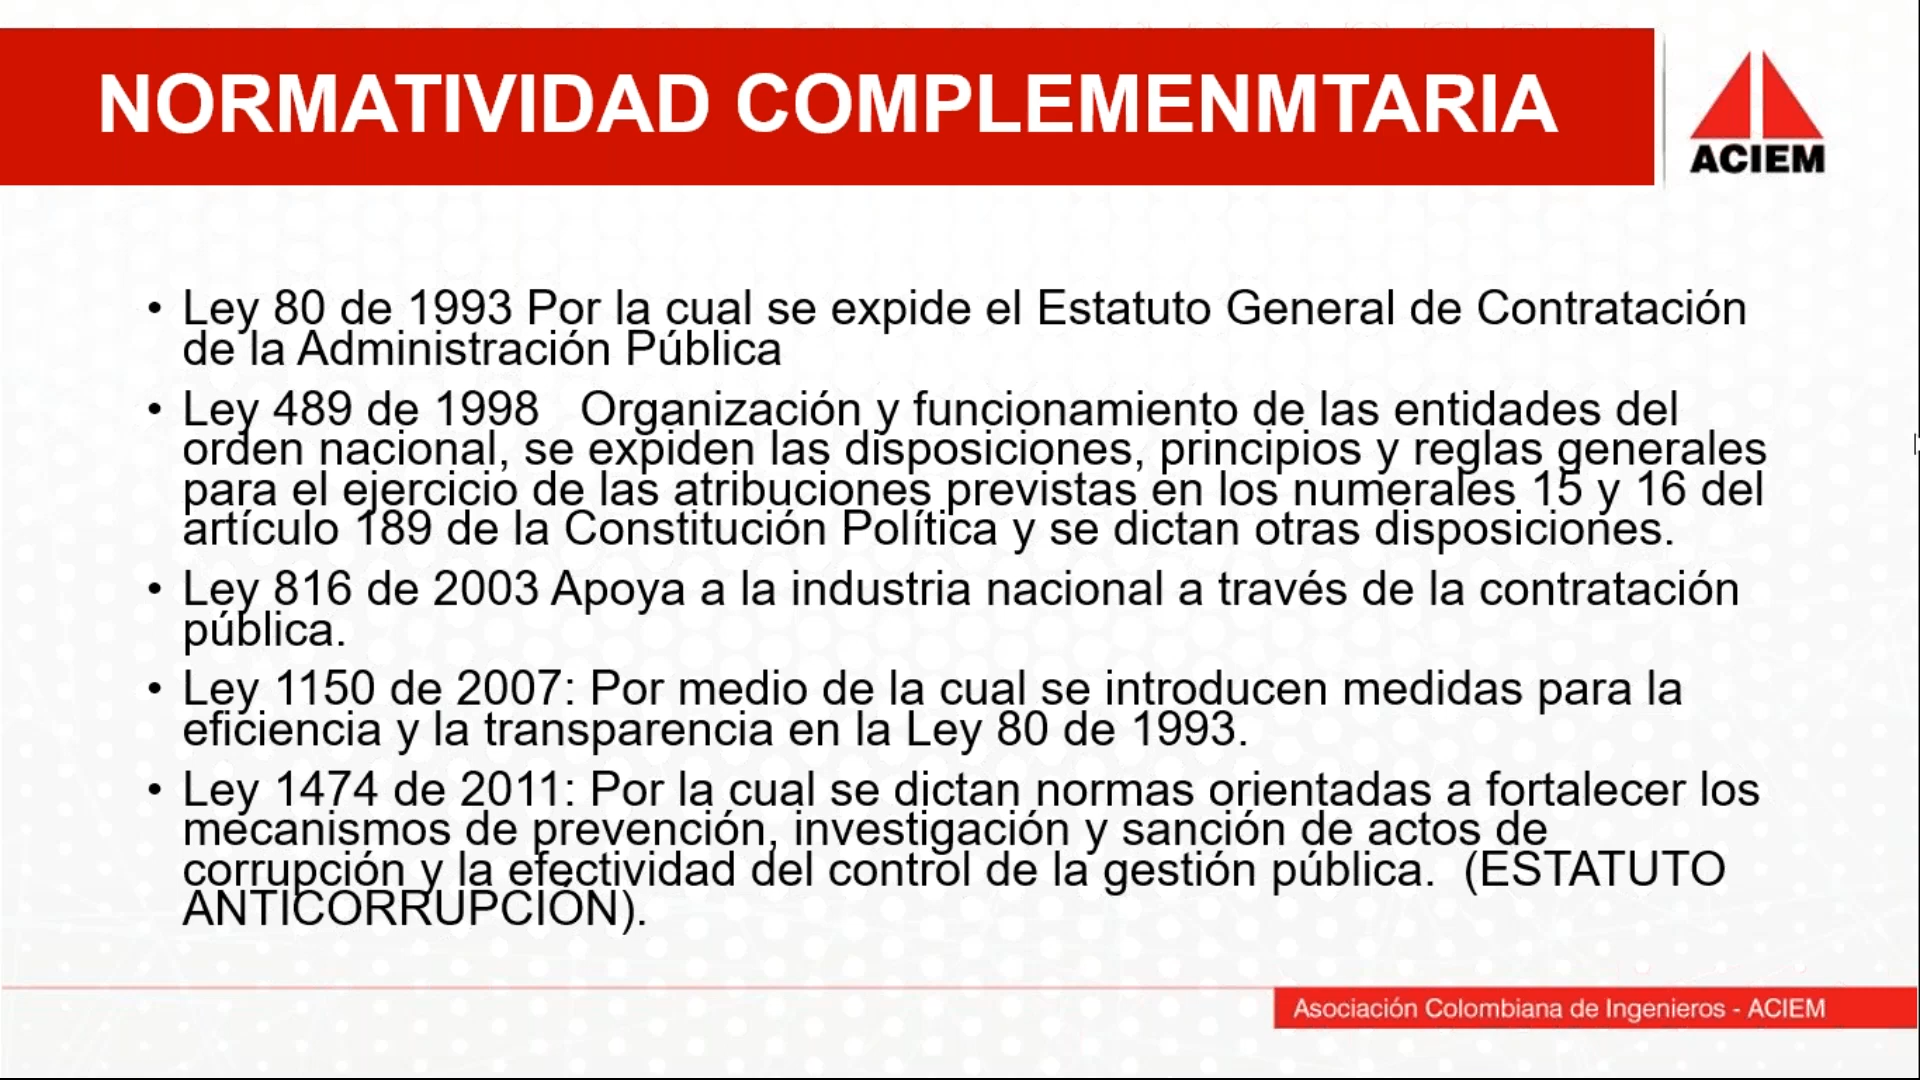 NORMATIVIDAD COMPLEMENMTARIA
ACIEM
• Ley 80 de 1993 Por la cual se expide el Estatuto General de Contratación
de la Administración Pública
• Ley 489 de 1998   Organización y funcionamiento de las entidades del
orden nacional, se expiden las disposiciones, principios y reglas generales
para el ejercicio de las atribuciones previstas en los numerales 15 y 16 del
artículo 189 de la Constitución Política y se dictan otras disposiciones.
• Ley 816 de 2003 Apoya a la industria nacional a través de la contratación
pública.
• Ley 1150 de 2007: Por medio de la cual se introducen medidas para la
eficiencia y la transparencia en la Ley 80 de 1993.
• Ley 1474 de 2011: Por la cual se dictan normas orientadas a fortalecer los
mecanismos de prevención, investigación y sanción de actos de
corrupción y la efectividad del control de la gestión pública.  (ESTATUTO
ANTICORRUPCIÓN).
Asociación Colombiana de Ingenieros - ACIEM